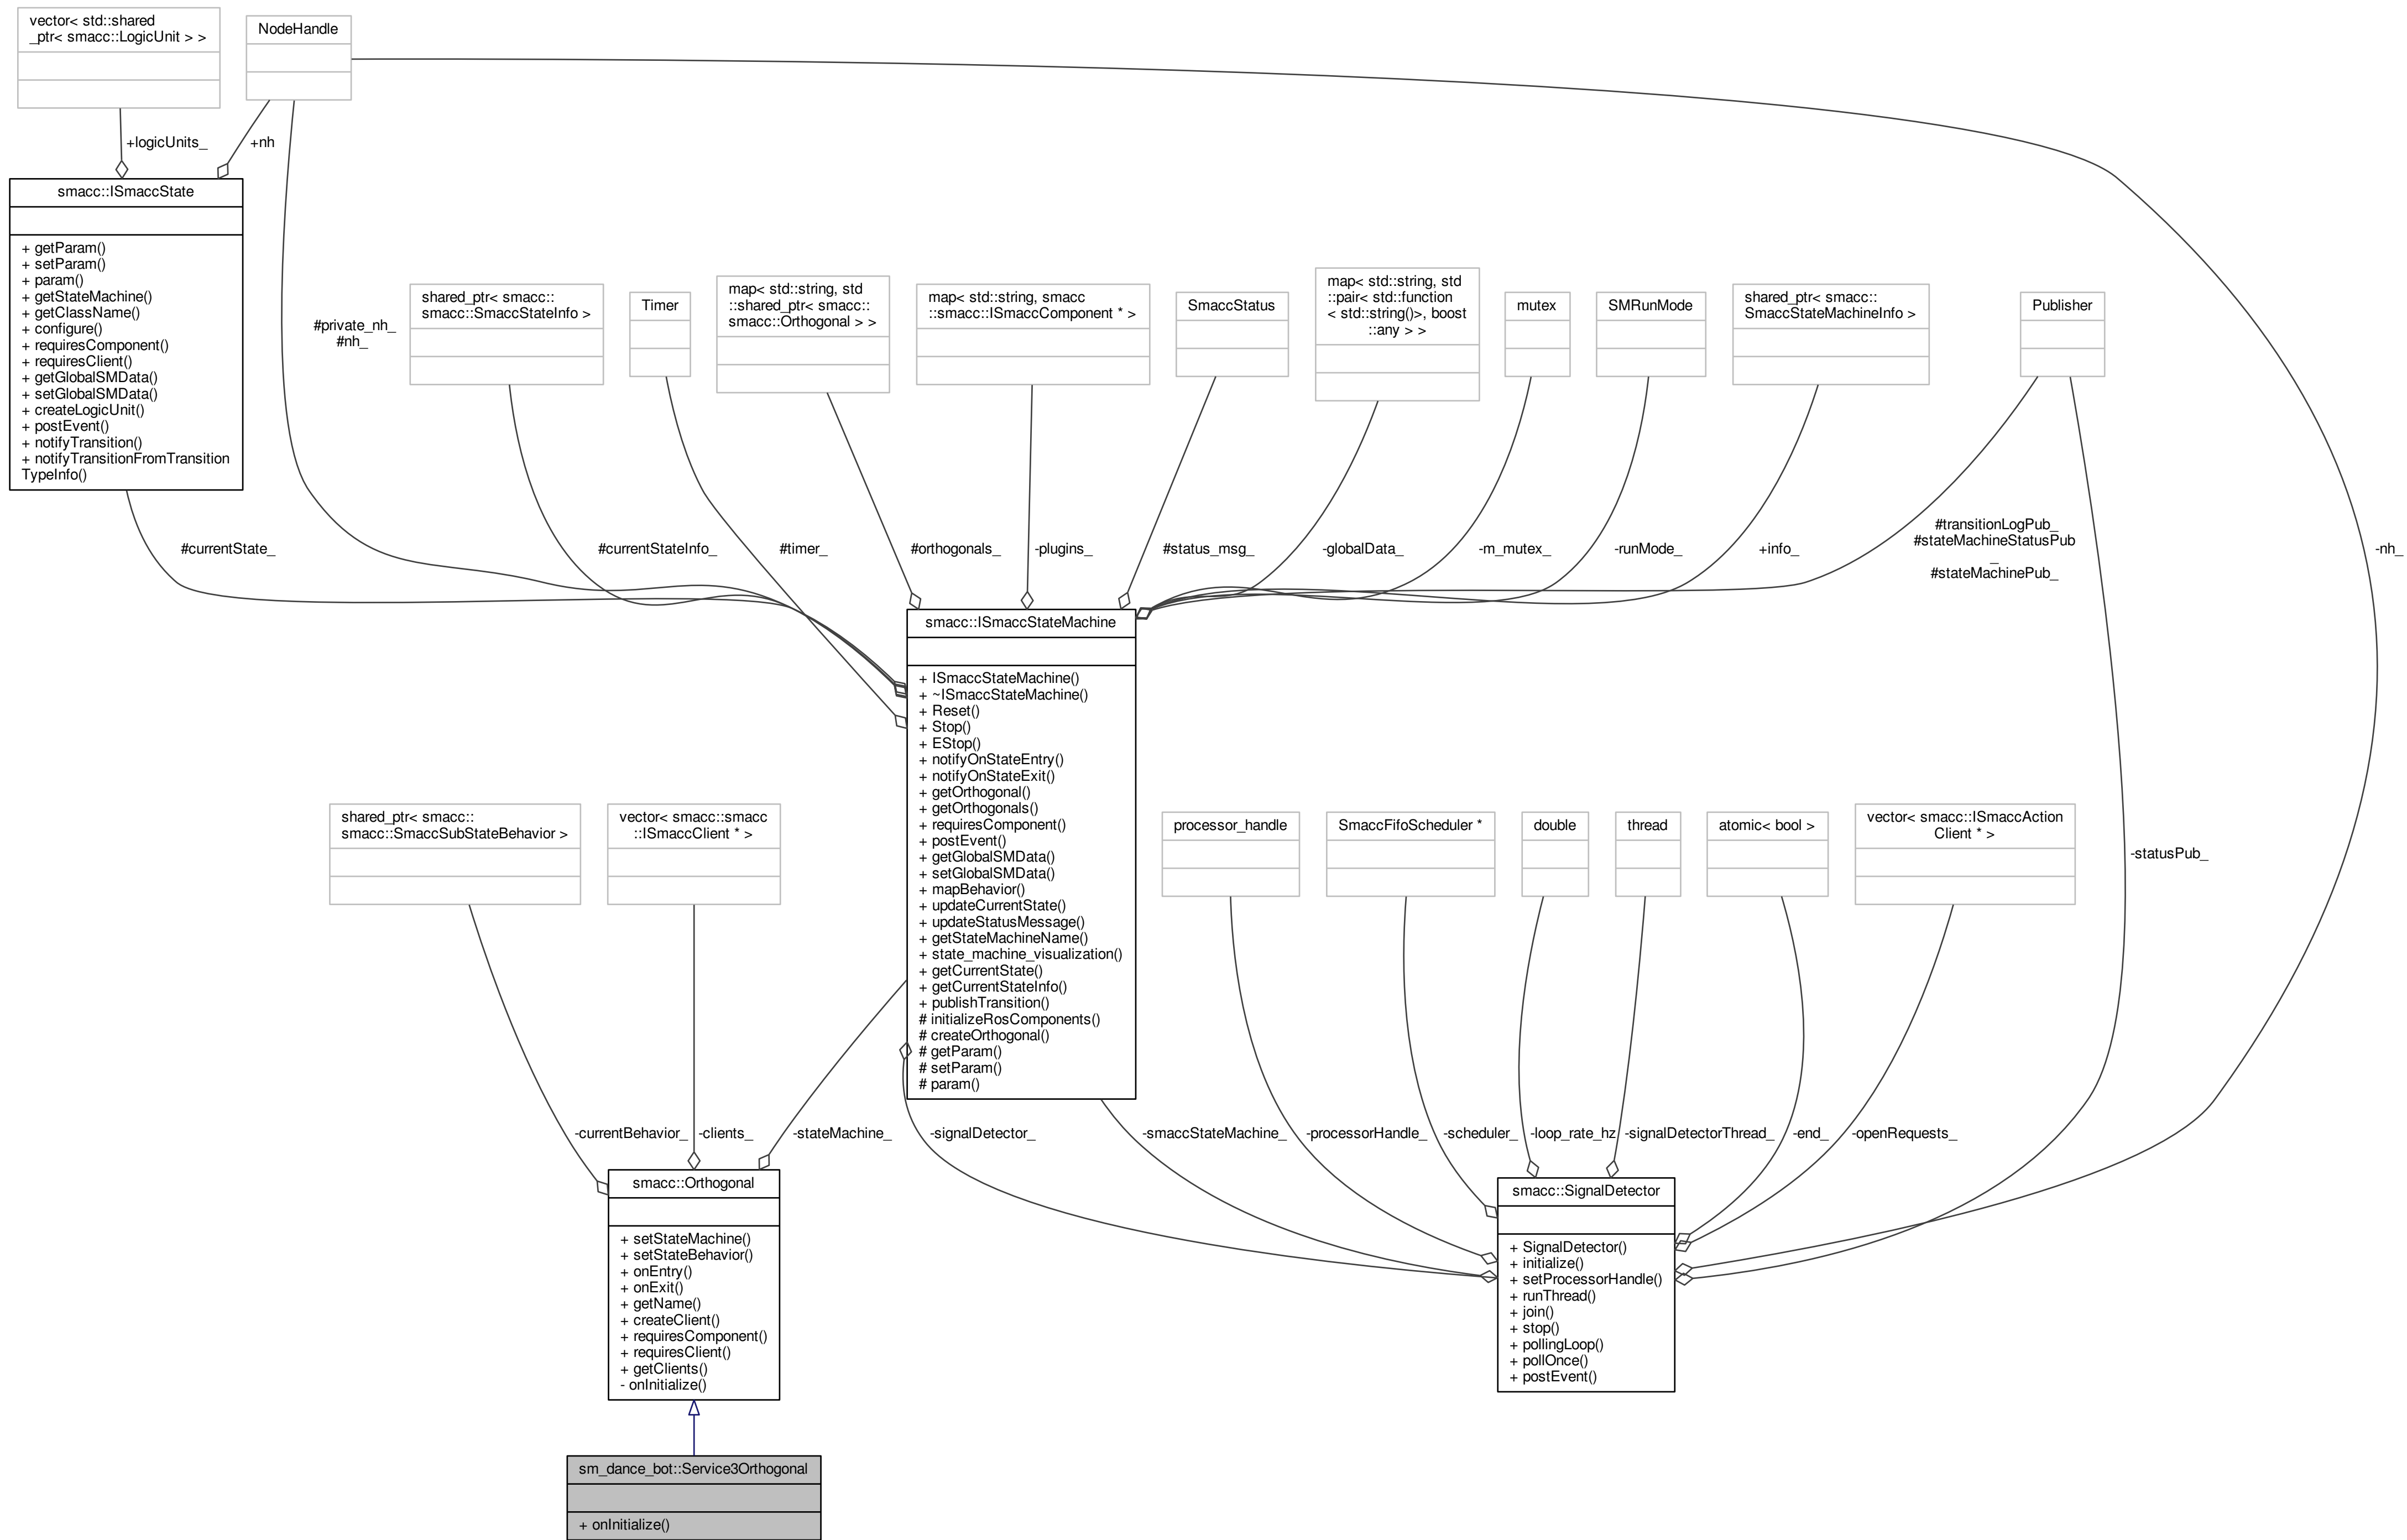 vector< std::shared
_ptr< smacc::LogicUnit > >
NodeHandle
+logicUnits_
+nh
smacc::ISmaccState
+ getParam()
+ setParam()
+ param()
+ getStateMachine()
+ getClassName()
+ configure()
+ requiresComponent()
+ requiresClient()
+ getGlobalSMData()
+ setGlobalSMData()
+ createLogicUnit()
+ postEvent()
+ notifyTransition()
+ notifyTransitionFromTransition
TypeInfo()
#private_nh_
#nh_
shared_ptr< smacc::
smacc::SmaccStateInfo >
Timer
map< std::string, std
::shared_ptr< smacc::
smacc::Orthogonal > >
map< std::string, smacc
::smacc::ISmaccComponent * >
SmaccStatus
map< std::string, std
::pair< std::function
< std::string()>, boost
::any > >
mutex
SMRunMode
shared_ptr< smacc::
SmaccStateMachineInfo >
Publisher
#currentState_
#currentStateInfo_
#timer_
#orthogonals_
-plugins_
#status_msg_
-globalData_
-m_mutex_
-runMode_
+info_
#transitionLogPub_
#stateMachineStatusPub
_
#stateMachinePub_
-nh_
smacc::ISmaccStateMachine
+ ISmaccStateMachine()
+ ~ISmaccStateMachine()
+ Reset()
+ Stop()
+ EStop()
+ notifyOnStateEntry()
+ notifyOnStateExit()
+ getOrthogonal()
+ getOrthogonals()
+ requiresComponent()
+ postEvent()
+ getGlobalSMData()
+ setGlobalSMData()
+ mapBehavior()
+ updateCurrentState()
+ updateStatusMessage()
+ getStateMachineName()
+ state_machine_visualization()
+ getCurrentState()
+ getCurrentStateInfo()
+ publishTransition()
# initializeRosComponents()
# createOrthogonal()
# getParam()
# setParam()
# param()
shared_ptr< smacc::
smacc::SmaccSubStateBehavior >
vector< smacc::smacc
::ISmaccClient * >
processor_handle
SmaccFifoScheduler *
double
thread
atomic< bool >
vector< smacc::ISmaccAction
Client * >
-statusPub_
-currentBehavior_
-clients_
-stateMachine_
-signalDetector_
-smaccStateMachine_
-processorHandle_
-scheduler_
-loop_rate_hz
-signalDetectorThread_
-end_
-openRequests_
smacc::Orthogonal
+ setStateMachine()
+ setStateBehavior()
+ onEntry()
+ onExit()
+ getName()
+ createClient()
+ requiresComponent()
+ requiresClient()
+ getClients()
- onInitialize()
smacc::SignalDetector
+ SignalDetector()
+ initialize()
+ setProcessorHandle()
+ runThread()
+ join()
+ stop()
+ pollingLoop()
+ pollOnce()
+ postEvent()
sm_dance_bot::Service3Orthogonal
+ onInitialize()